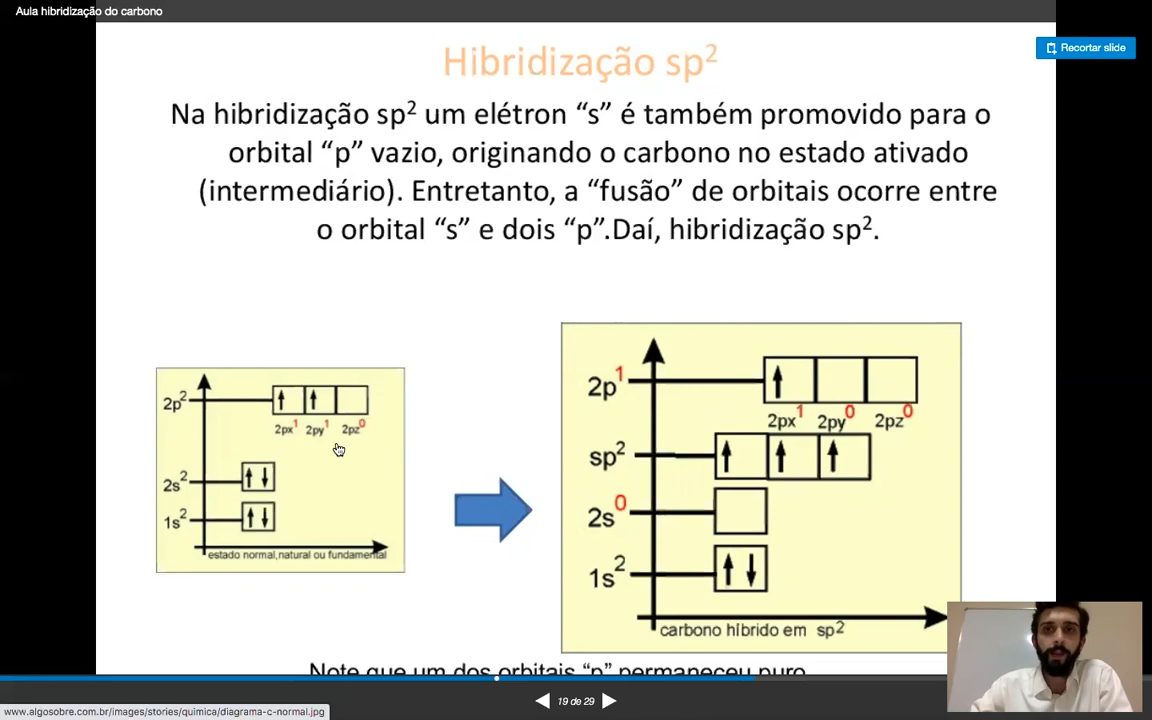 Aula hibridização do carbono
Recortar slide
Hibridização sp²
Na hibridização sp² um elétron “s” é também promovido para o
orbital “p” vazio, originando o carbono no estado ativado
(intermediário). Entretanto, a “fusão” de orbitais ocorre entre
o orbital “s” e dois “p”.Daí, hibridização sp².
2p²
2px¹ 2py¹ 2pz⁰
2s²
1s²
estado normal,natural ou fundamental
2p¹
2px¹ 2py⁰ 2pz⁰
sp²
2s⁰
1s²
carbono híbrido em sp²
Note que um dos orbitais “p” permaneceu puro
19 de 29
www.algosobre.com.br/images/stories/quimica/diagrama-c-normal.jpg